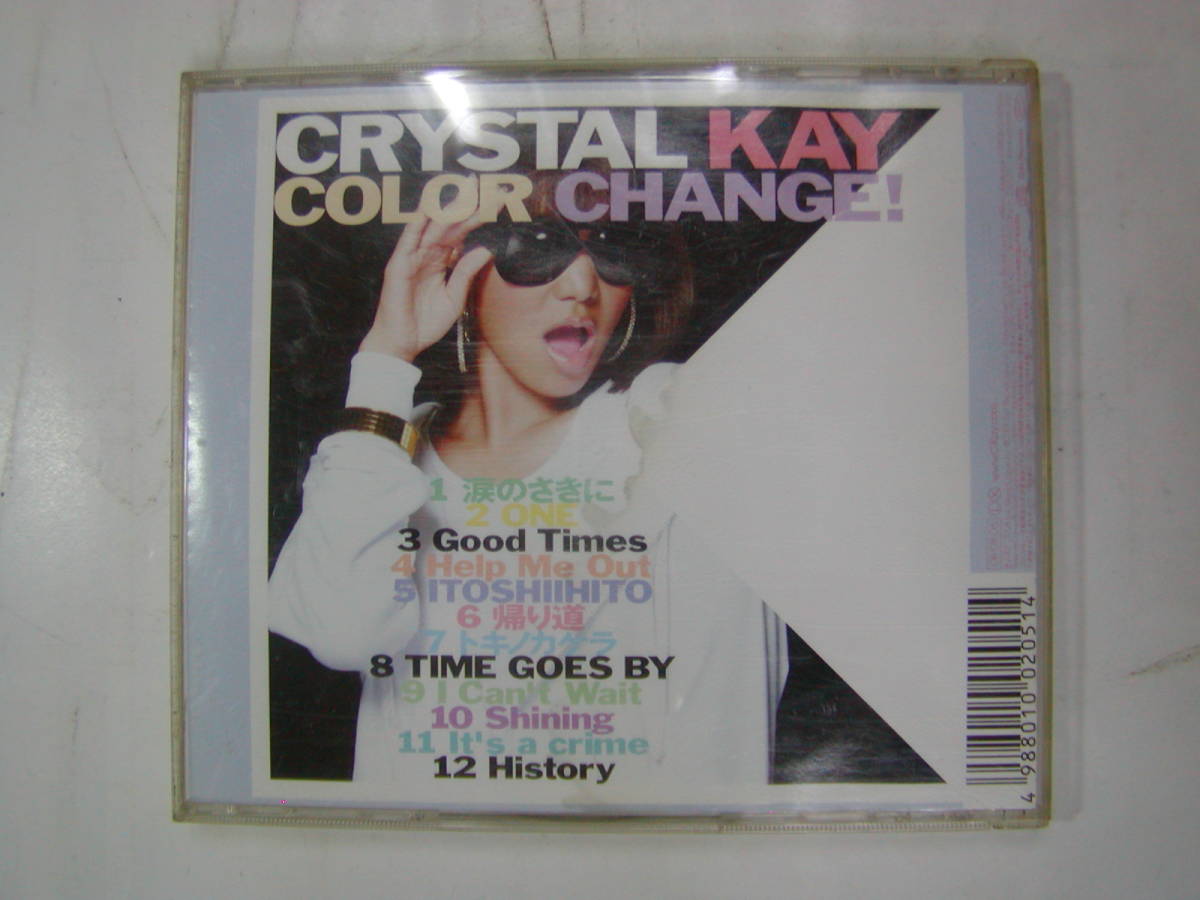 CRYSTAL KAY
COLOR CHANGE!
1 涙のさきに
2 ONE
3 Good Times
4 Help Me Out
5 ITOSHIIHITO
6 帰り道
7 トキノカケラ
8 TIME GOES BY
9 I Can't Wait
10 Shining
11 It's a crime
12 History
4 988010 020514